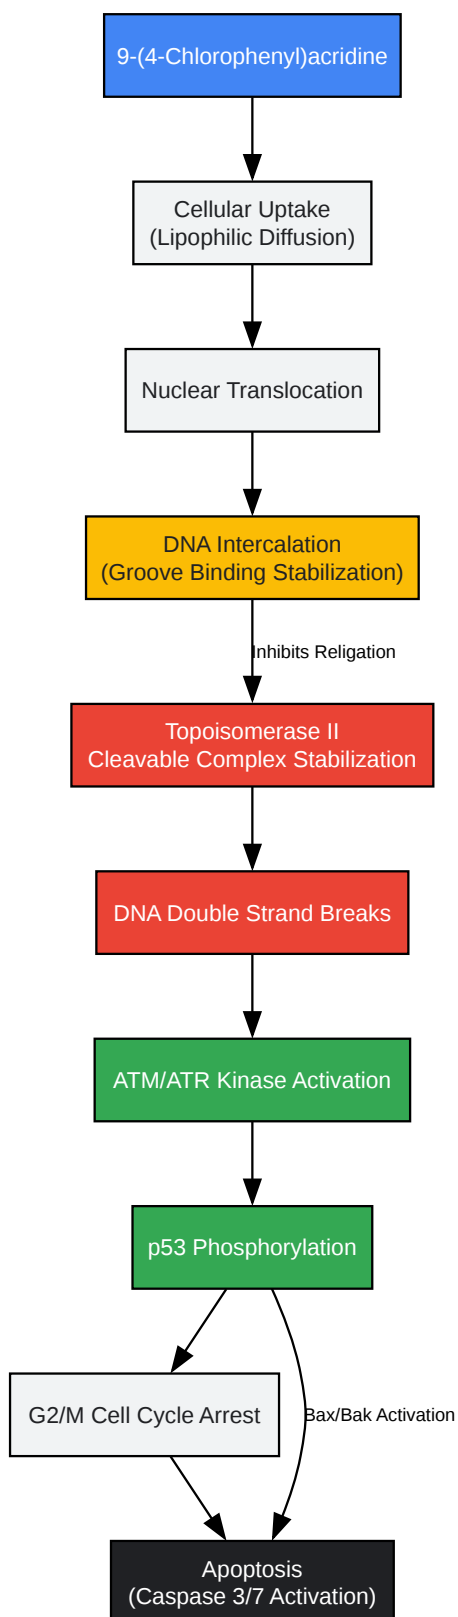 9-(4-Chlorophenyl)acridine
Cellular Uptake
(Lipophilic Diffusion)
Nuclear Translocation
DNA Intercalation
(Groove Binding Stabilization)
Inhibits Religation
Topoisomerase II
Cleavable Complex Stabilization
DNA Double Strand Breaks
ATM/ATR Kinase Activation
p53 Phosphorylation
G2/M Cell Cycle Arrest
Bax/Bak Activation
Apoptosis
(Caspase 3/7 Activation)